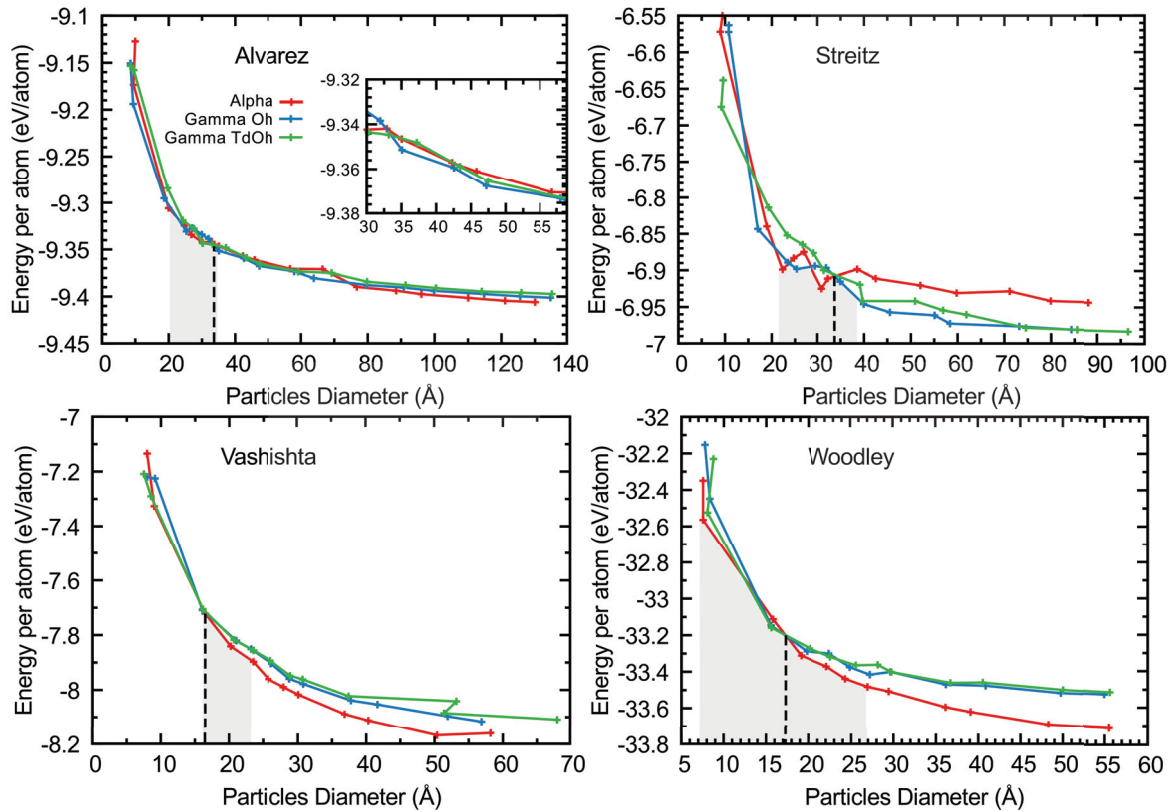 Alvarez
Energy per atom (eV/atom)
-9.1
-9.15
-9.2
-9.25
-9.3
-9.35
-9.4
-9.45
Alpha
Gamma Oh
Gamma TdOh
-9.32
-9.34
-9.36
-9.38
30 35 40 45 50 55
0 20 40 60 80 100 120 140
Particles Diameter (Å)
Streitz
Energy per atom (eV/atom)
-6.55
-6.6
-6.65
-6.7
-6.75
-6.8
-6.85
-6.9
-6.95
-7
0 10 20 30 40 50 60 70 80 90 100
Particles Diameter (Å)
Vashishta
Energy per atom (eV/atom)
-7
-7.2
-7.4
-7.6
-7.8
-8
-8.2
0 10 20 30 40 50 60 70
Particles Diameter (Å)
Woodley
Energy per atom (eV/atom)
-32
-32.2
-32.4
-32.6
-32.8
-33
-33.2
-33.4
-33.6
-33.8
5 10 15 20 25 30 35 40 45 50 55 60
Particles Diameter (Å)